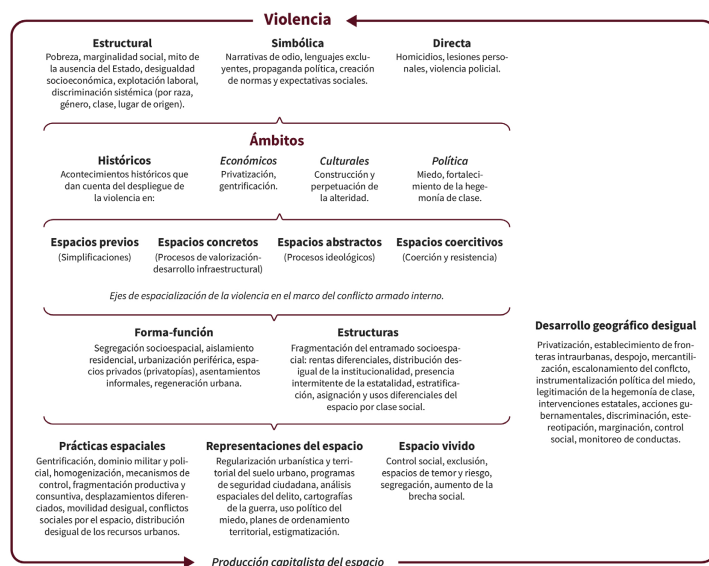 Violencia
Estructural
Pobreza, marginalidad social, mito de
la ausencia del Estado, desigualdad
socioeconómica, explotación laboral,
discriminación sistémica (por raza,
género, clase, lugar de origen).
Simbólica
Narrativas de odio, lenguajes exclu-
yentes, propaganda política, creación
de normas y expectativas sociales.
Directa
Homicidios, lesiones perso-
nales, violencia policial.
Ámbitos
Históricos
Acontecimientos históricos que
dan cuenta del despliegue de
la violencia en:
Económicos
Privatización,
gentrificación.
Culturales
Construcción y
perpetuación de
la alteridad.
Política
Miedo, fortaleci-
miento de la hege-
monía de clase.
Espacios previos
(Simplificaciones)
Espacios concretos
(Procesos de valorización-
desarrollo infraestructural)
Espacios abstractos
(Procesos ideológicos)
Espacios coercitivos
(Coerción y resistencia)
Ejes de espacialización de la violencia en el marco del conflicto armado interno.
Forma-función
Segregación socioespacial, aislamiento
residencial, urbanización periférica, espa-
cios privados (privatopías), asentamientos
informales, regeneración urbana.
Estructuras
Fragmentación del entramado socioespa-
cial: rentas diferenciales, distribución des-
igual de la institucionalidad, presencia
intermitente de la estatalidad, estratifica-
ción, asignación y usos diferenciales del
espacio por clase social.
Desarrollo geográfico desigual
Privatización, establecimiento de fron-
teras intraurbanas, despojo, mercantili-
zación, escalonamiento del conflcto,
instrumentalización política del miedo,
legitimación de la hegemonía de clase,
intervenciones estatales, acciones gu-
bernamentales, discriminación, este-
reotipación, marginación, control
social, monitoreo de conductas.
Prácticas espaciales
Gentrificación, dominio militar y poli-
cial, homogenización, mecanismos de
control, fragmentación productiva y
consuntiva, desplazamientos diferen-
ciados, movilidad desigual, conflictos
sociales por el espacio, distribución
desigual de los recursos urbanos.
Representaciones del espacio
Regularización urbanística y territo-
rial del suelo urbano, programas
de seguridad ciudadana, análisis
espaciales del delito, cartografías
de la guerra, uso político del
miedo, planes de ordenamiento
territorial, estigmatización.
Espacio vivido
Control social, exclusión,
espacios de temor y riesgo,
segregación, aumento de la
brecha social.
Producción capitalista del espacio